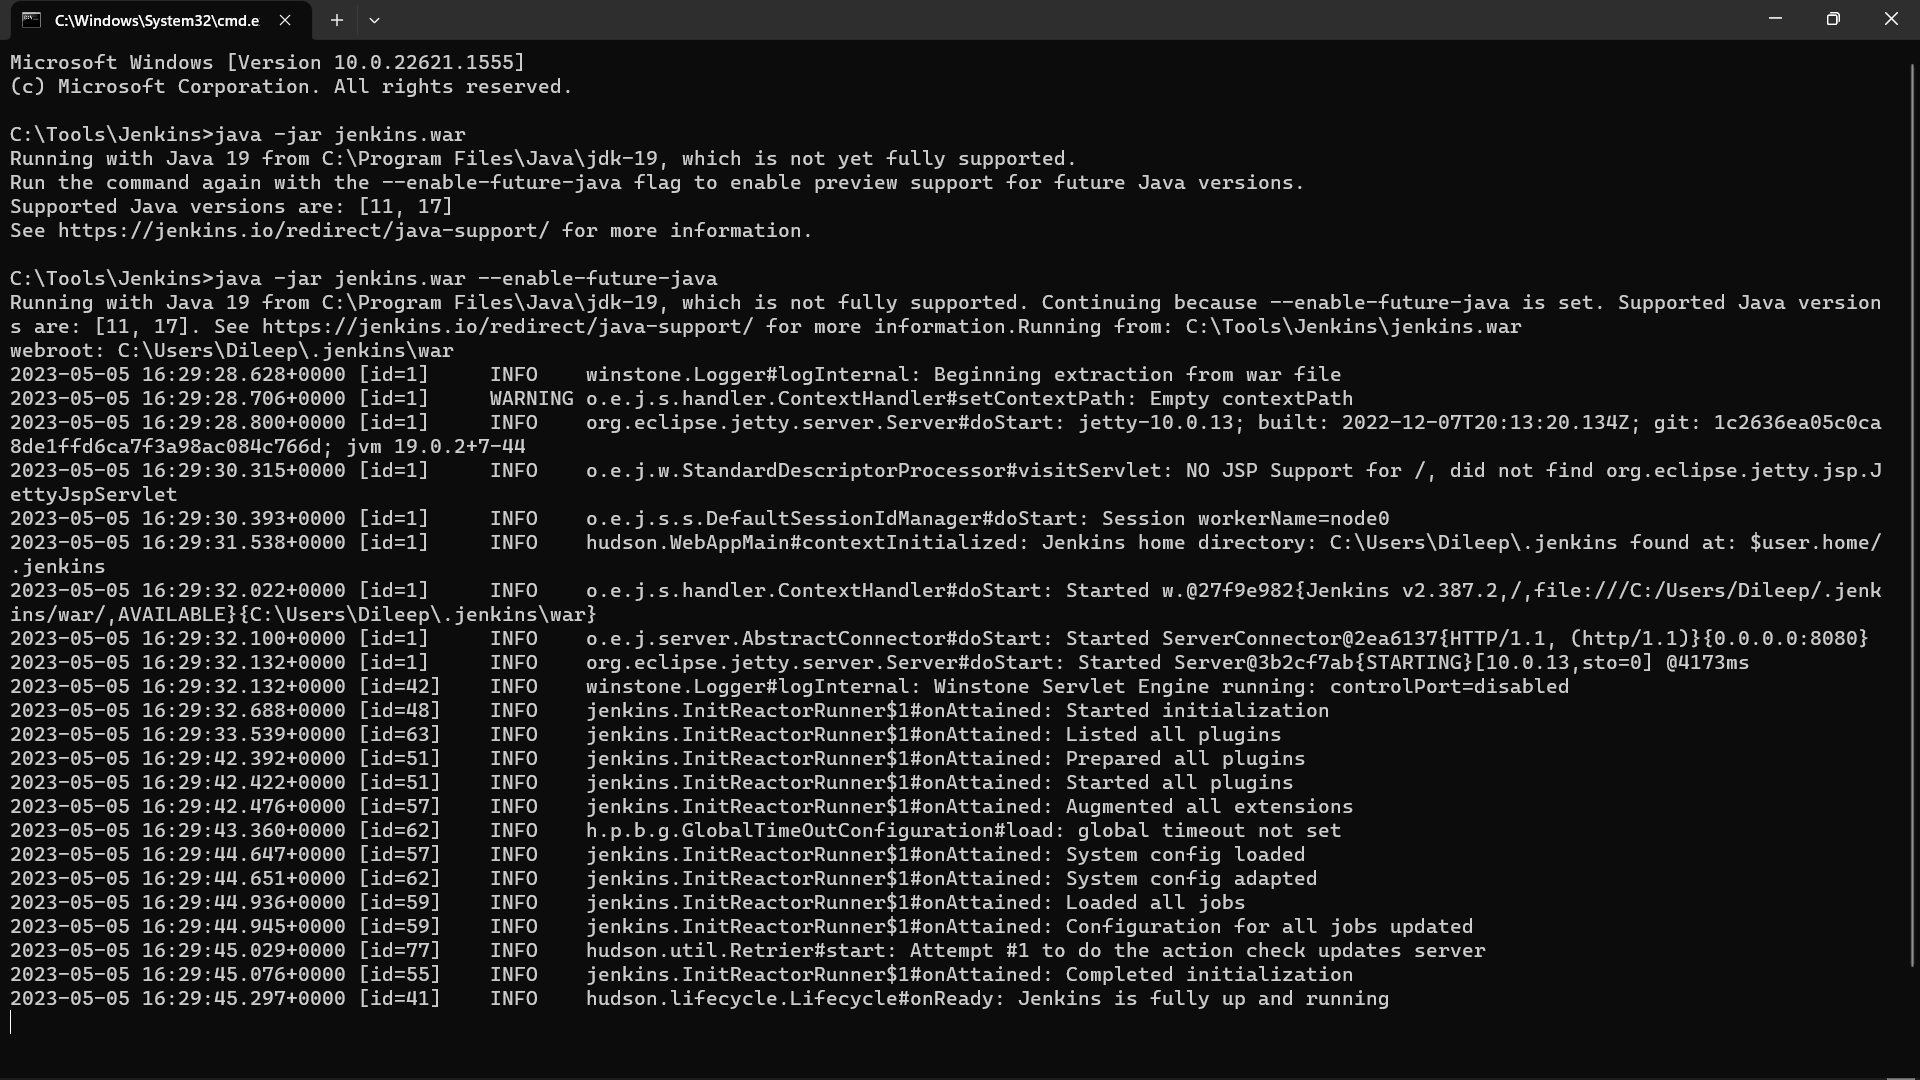 C:\Windows\System32\cmd.e
Microsoft Windows [Version 10.0.22621.1555]
(c) Microsoft Corporation. All rights reserved.
C:\Tools\Jenkins>java -jar jenkins.war
Running with Java 19 from C:\Program Files\Java\jdk-19, which is not yet fully supported.
Run the command again with the --enable-future-java flag to enable preview support for future Java versions.
Supported Java versions are: [11, 17]
See https://jenkins.io/redirect/java-support/ for more information.
C:\Tools\Jenkins>java -jar jenkins.war --enable-future-java
Running with Java 19 from C:\Program Files\Java\jdk-19, which is not fully supported. Continuing because --enable-future-java is set. Supported Java version
s are: [11, 17]. See https://jenkins.io/redirect/java-support/ for more information.Running from: C:\Tools\Jenkins\jenkins.war
webroot: C:\Users\Dileep\.jenkins\war
2023-05-05 16:29:28.628+0000 [id=1]     INFO    winstone.Logger#logInternal: Beginning extraction from war file
2023-05-05 16:29:28.706+0000 [id=1]     WARNING o.e.j.s.handler.ContextHandler#setContextPath: Empty contextPath
2023-05-05 16:29:28.800+0000 [id=1]     INFO    org.eclipse.jetty.server.Server#doStart: jetty-10.0.13; built: 2022-12-07T20:13:20.134Z; git: 1c2636ea05c0ca
8de1ffd6ca7f3a98ac084c766d; jvm 19.0.2+7-44
2023-05-05 16:29:30.315+0000 [id=1]     INFO    o.e.j.w.StandardDescriptorProcessor#visitServlet: NO JSP Support for /, did not find org.eclipse.jetty.jsp.J
ettyJspServlet
2023-05-05 16:29:30.393+0000 [id=1]     INFO    o.e.j.s.s.DefaultSessionIdManager#doStart: Session workerName=node0
2023-05-05 16:29:31.538+0000 [id=1]     INFO    hudson.WebAppMain#contextInitialized: Jenkins home directory: C:\Users\Dileep\.jenkins found at: $user.home/
.jenkins
2023-05-05 16:29:32.022+0000 [id=1]     INFO    o.e.j.s.handler.ContextHandler#doStart: Started w.@27f9e982{Jenkins v2.387.2,/,file:///C:/Users/Dileep/.jenk
ins/war/,AVAILABLE}{C:\Users\Dileep\.jenkins\war}
2023-05-05 16:29:32.100+0000 [id=1]     INFO    o.e.j.server.AbstractConnector#doStart: Started ServerConnector@2ea6137{HTTP/1.1, (http/1.1)}{0.0.0.0:8080}
2023-05-05 16:29:32.132+0000 [id=1]     INFO    org.eclipse.jetty.server.Server#doStart: Started Server@3b2cf7ab{STARTING}[10.0.13,sto=0] @4173ms
2023-05-05 16:29:32.132+0000 [id=42]    INFO    winstone.Logger#logInternal: Winstone Servlet Engine running: controlPort=disabled
2023-05-05 16:29:32.688+0000 [id=48]    INFO    jenkins.InitReactorRunner$1#onAttained: Started initialization
2023-05-05 16:29:33.539+0000 [id=63]    INFO    jenkins.InitReactorRunner$1#onAttained: Listed all plugins
2023-05-05 16:29:42.392+0000 [id=51]    INFO    jenkins.InitReactorRunner$1#onAttained: Prepared all plugins
2023-05-05 16:29:42.422+0000 [id=51]    INFO    jenkins.InitReactorRunner$1#onAttained: Started all plugins
2023-05-05 16:29:42.476+0000 [id=57]    INFO    jenkins.InitReactorRunner$1#onAttained: Augmented all extensions
2023-05-05 16:29:43.360+0000 [id=62]    INFO    h.p.b.g.GlobalTimeOutConfiguration#load: global timeout not set
2023-05-05 16:29:44.647+0000 [id=57]    INFO    jenkins.InitReactorRunner$1#onAttained: System config loaded
2023-05-05 16:29:44.651+0000 [id=62]    INFO    jenkins.InitReactorRunner$1#onAttained: System config adapted
2023-05-05 16:29:44.936+0000 [id=59]    INFO    jenkins.InitReactorRunner$1#onAttained: Loaded all jobs
2023-05-05 16:29:44.945+0000 [id=59]    INFO    jenkins.InitReactorRunner$1#onAttained: Configuration for all jobs updated
2023-05-05 16:29:45.029+0000 [id=77]    INFO    hudson.util.Retrier#start: Attempt #1 to do the action check updates server
2023-05-05 16:29:45.076+0000 [id=55]    INFO    jenkins.InitReactorRunner$1#onAttained: Completed initialization
2023-05-05 16:29:45.297+0000 [id=41]    INFO    hudson.lifecycle.Lifecycle#onReady: Jenkins is fully up and running